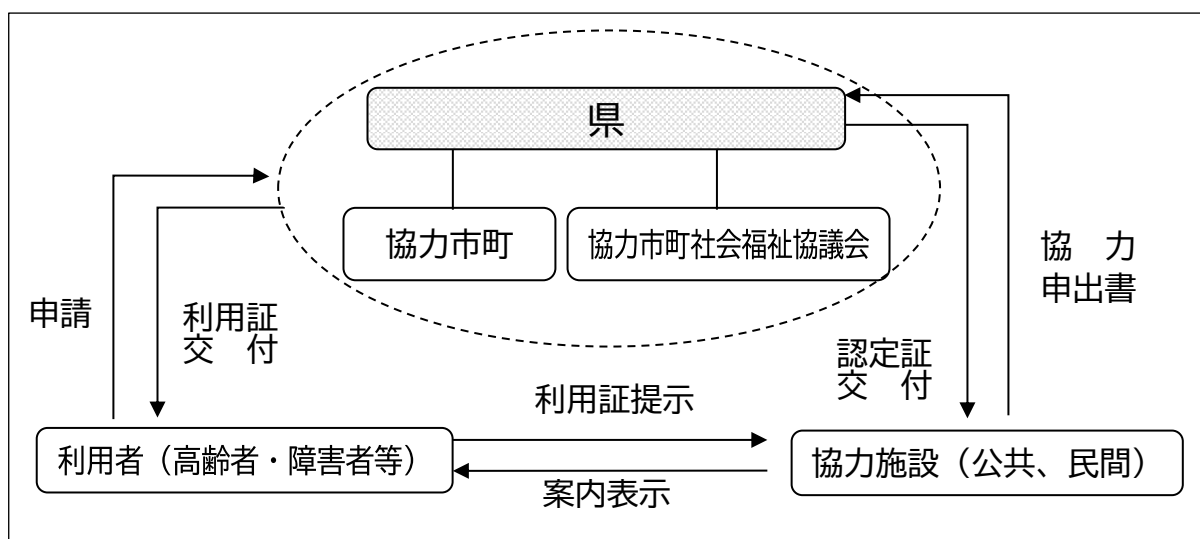 県
協力市町
協力市町社会福祉協議会
協　力
申出書
申請
利用証
交　付
認定証
交　付
利用証提示
利用者（高齢者・障害者等）
協力施設（公共、民間）
案内表示